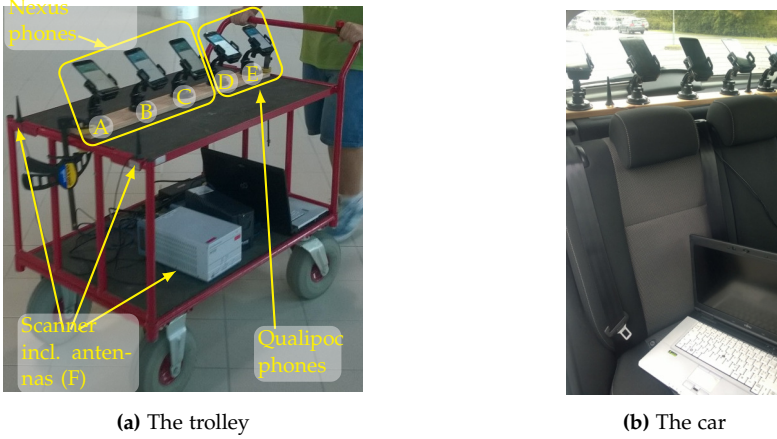 Nexus
phones
A
B
C
D
E
Scanner
incl. anten-
nas (F)
Qualipoc
phones
(a) The trolley
(b) The car